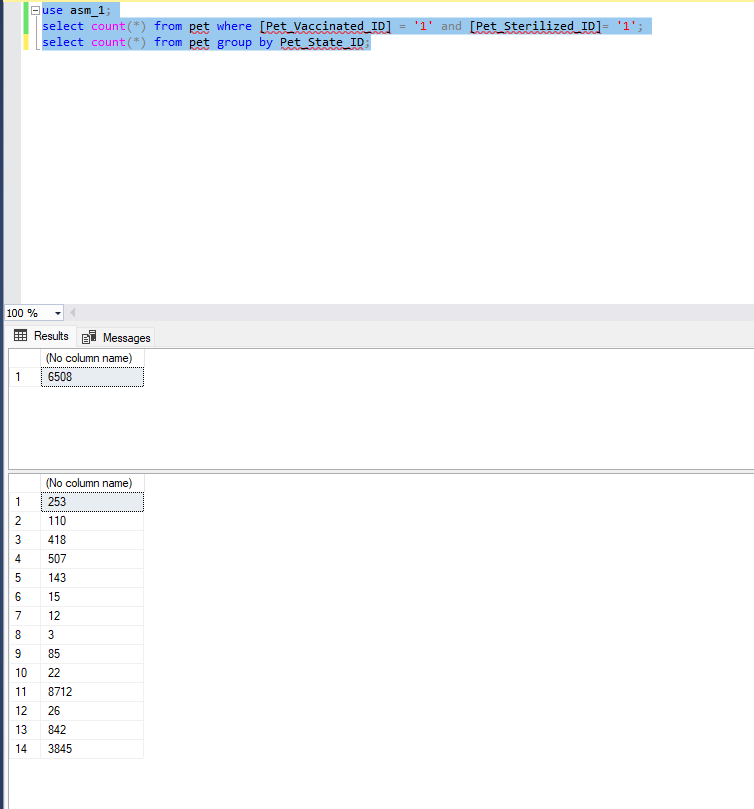 use asm_1;
select count(*) from pet where [Pet_Vaccinated_ID] = '1' and [Pet_Sterilized_ID]= '1';
select count(*) from pet group by Pet_State_ID;
100 %
Results Messages
(No column name)
1 6508
(No column name)
1 253
2 110
3 418
4 507
5 143
6 15
7 12
8 3
9 85
10 22
11 8712
12 26
13 842
14 3845